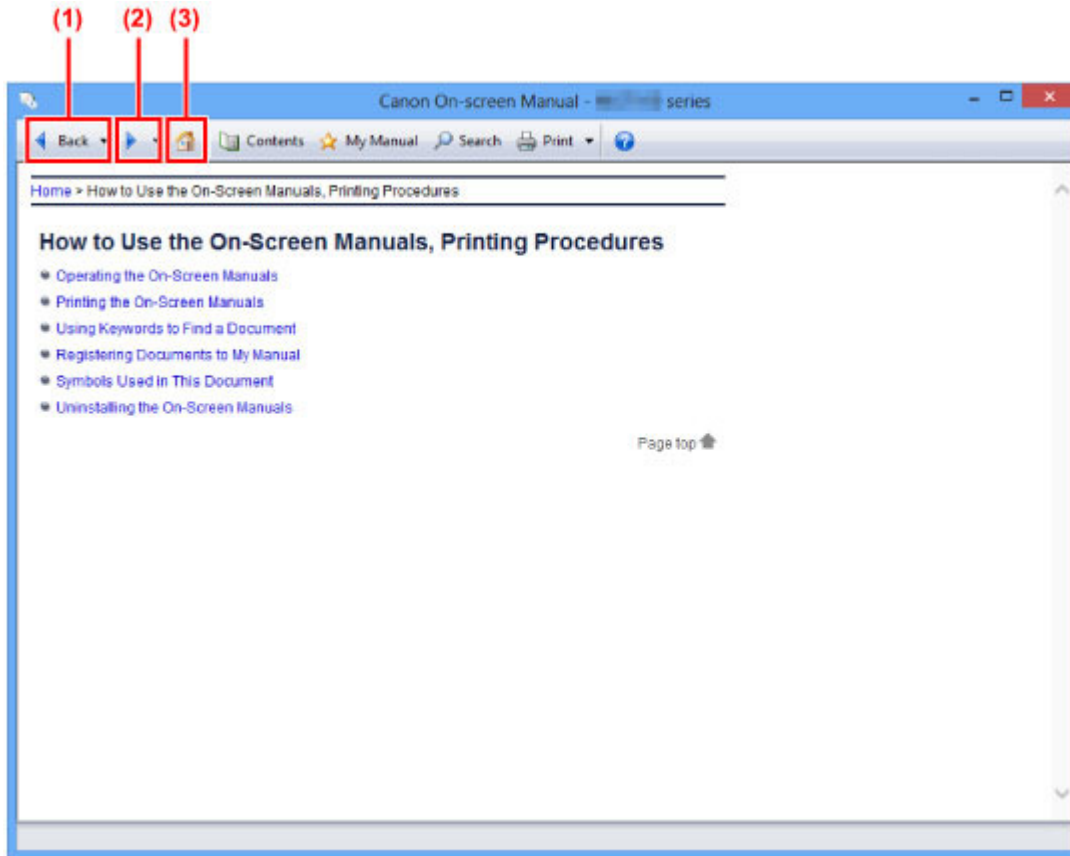 (1) (2) (3)
Canon On-screen Manual - series
Back Contents My Manual Search Print
Home > How to Use the On-Screen Manuals, Printing Procedures
How to Use the On-Screen Manuals, Printing Procedures
Operating the On-Screen Manuals
Printing the On-Screen Manuals
Using Keywords to Find a Document
Registering Documents to My Manual
Symbols Used in This Document
Uninstalling the On-Screen Manuals
Page top